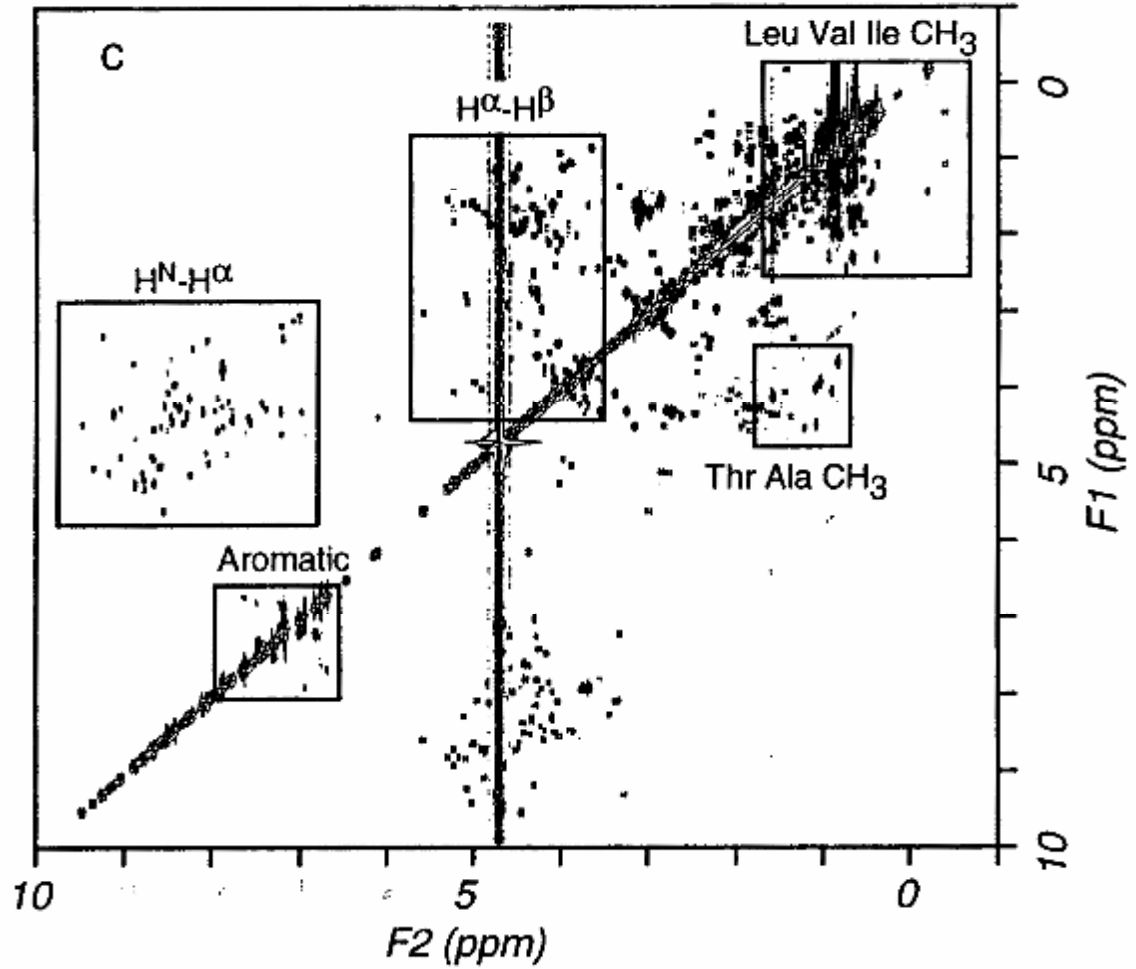 C
Leu Val Ile CH3
Hα-Hβ
0
HN-Hα
5
Thr Ala CH3
F1 (ppm)
Aromatic
10
10
5
0
F2 (ppm)